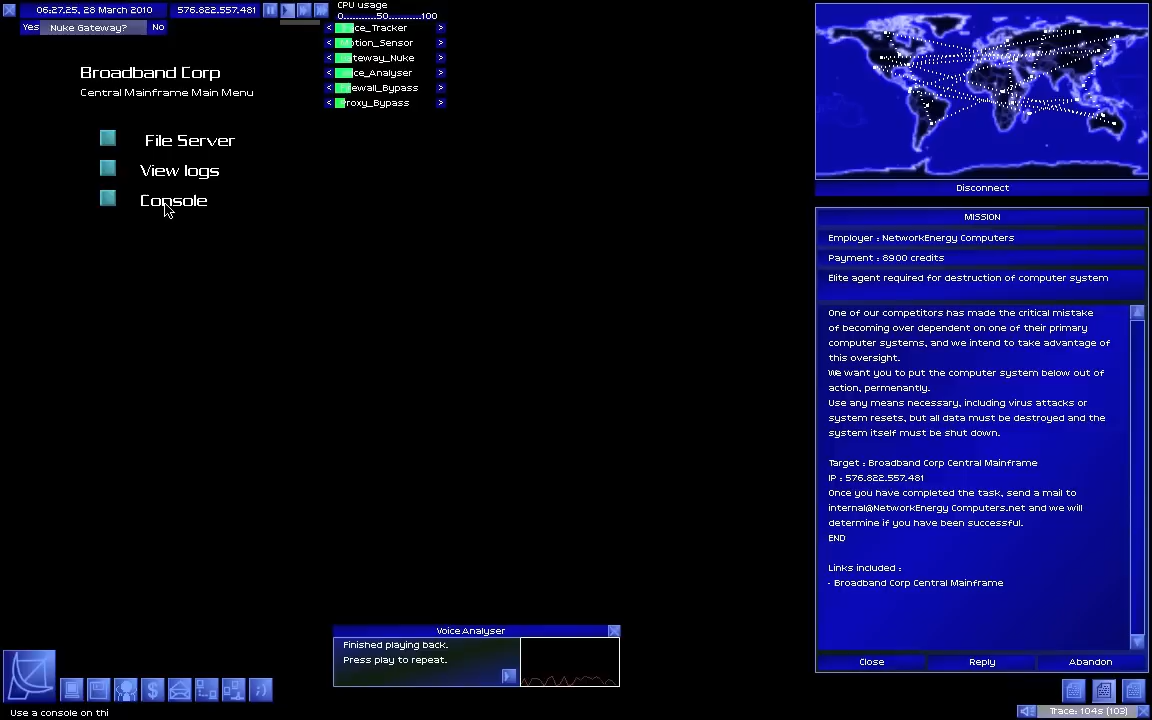 06:27.25, 28 March 2010
576.822.557.481
Yes
Nuke Gateway?
No
CPU usage
0...........50...........100
< ce_Tracker >
< otion_Sensor >
< teway_Nuke >
< ce_Analyser >
< ewall_Bypass >
< Proxy_Bypass >
Broadband Corp
Central Mainframe Main Menu
File Server
View logs
Console
Disconnect
MISSION
Employer : NetworkEnergy Computers
Payment : 8900 credits
Elite agent required for destruction of computer system
One of our competitors has made the critical mistake
of becoming over dependent on one of their primary
computer systems, and we intend to take advantage of
this oversight.
We want you to put the computer system below out of
action, permenantly.
Use any means necessary, including virus attacks or
system resets, but all data must be destroyed and the
system itself must be shut down.
Target : Broadband Corp Central Mainframe
IP : 576.822.557.481
Once you have completed the task, send a mail to
internal@NetworkEnergy Computers.net and we will
determine if you have been successful.
END
Links included :
- Broadband Corp Central Mainframe
Close
Reply
Abandon
Voice Analyser
Finished playing back.
Press play to repeat.
Use a console on thi
Trace: 104s (103)